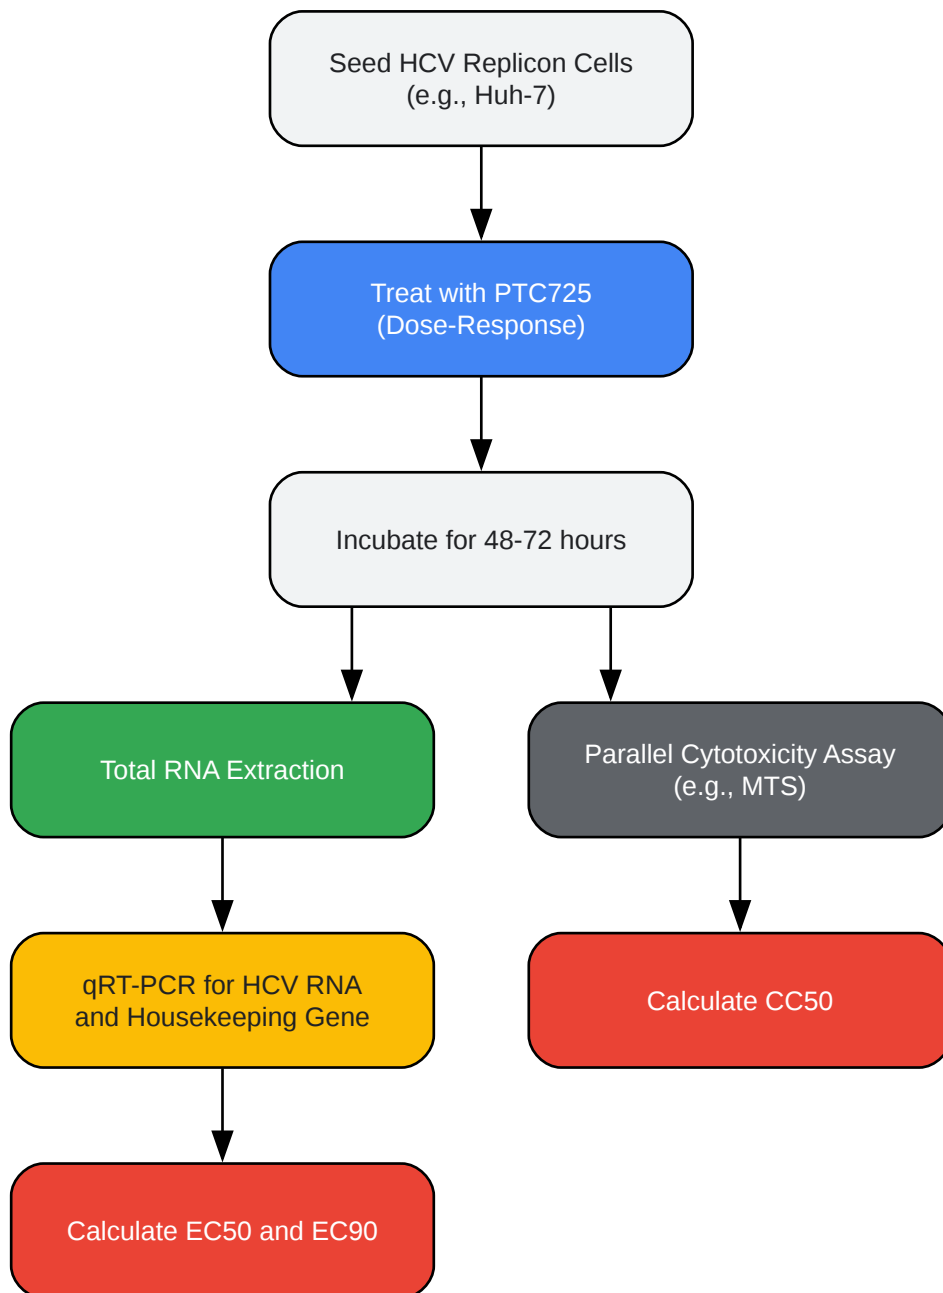 Seed HCV Replicon Cells
(e.g., Huh-7)
Treat with PTC725
(Dose-Response)
Incubate for 48-72 hours
Total RNA Extraction
Parallel Cytotoxicity Assay
(e.g., MTS)
qRT-PCR for HCV RNA
and Housekeeping Gene
Calculate CC50
Calculate EC50 and EC90